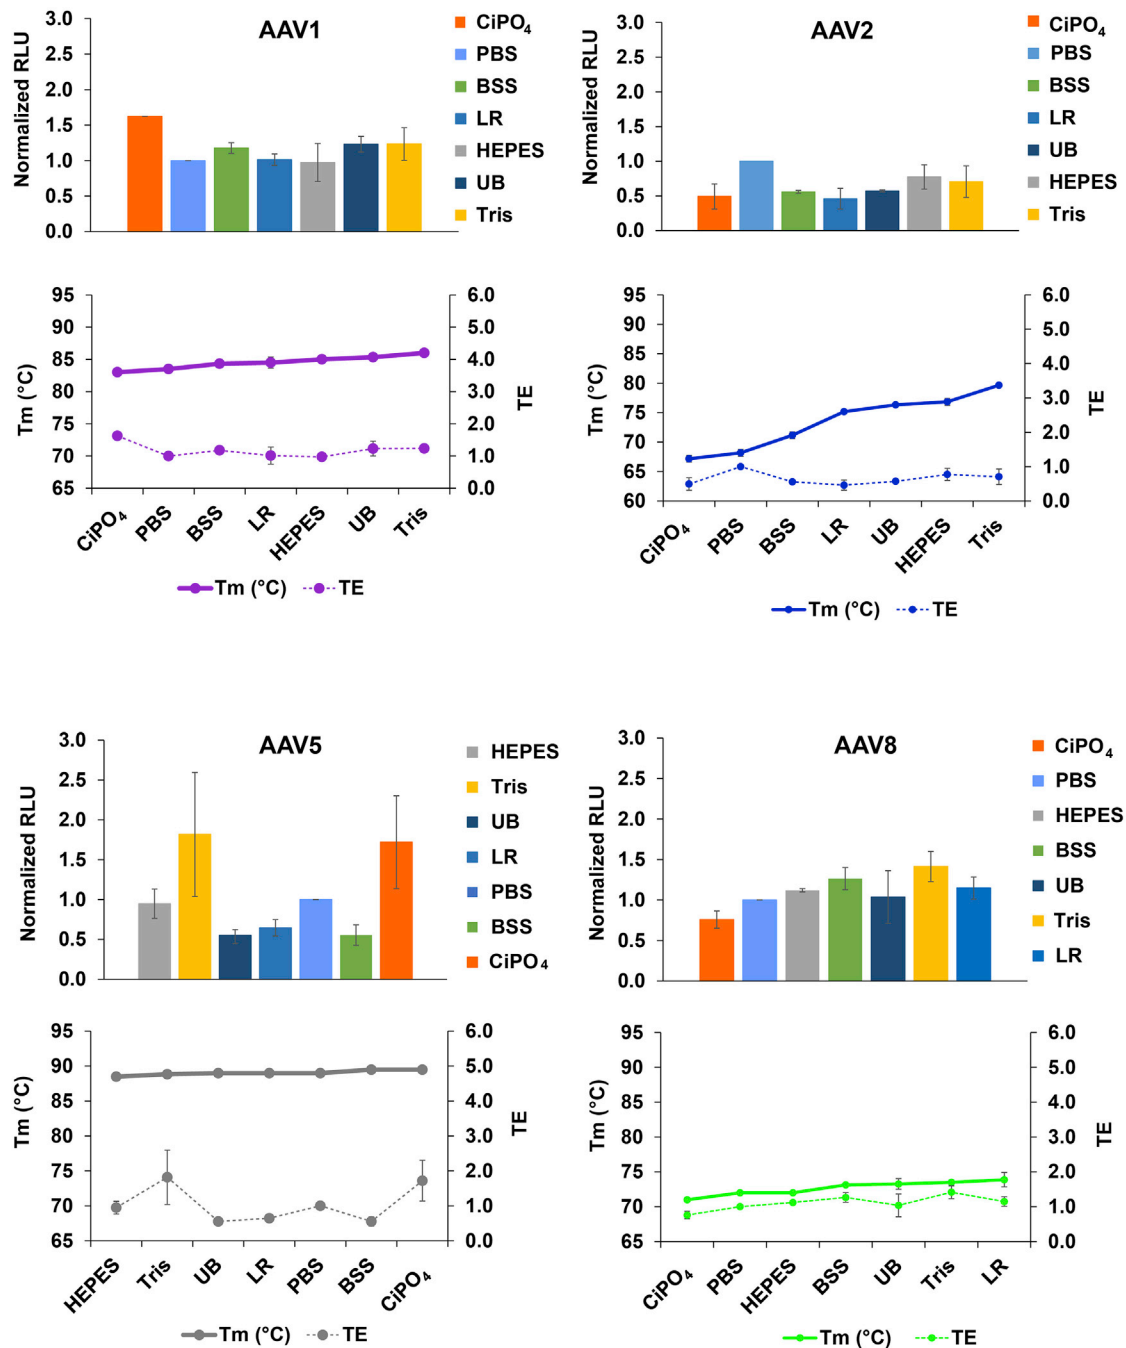 AAV1
Normalized RLU
3.0
2.5
2.0
1.5
1.0
0.5
0.0
CiPO4
PBS
BSS
LR
HEPES
UB
Tris
AAV2
Normalized RLU
3.0
2.5
2.0
1.5
1.0
0.5
0.0
CiPO4
PBS
BSS
LR
UB
HEPES
Tris
Tm (°C)
95
90
85
80
75
70
65
TE
6.0
5.0
4.0
3.0
2.0
1.0
0.0
CiPO4
PBS
BSS
LR
HEPES
UB
Tris
Tm (°C) TE
Tm (°C)
95
90
85
80
75
70
65
60
TE
6.0
5.0
4.0
3.0
2.0
1.0
0.0
CiPO4
PBS
BSS
LR
UB
HEPES
Tris
Tm (°C) TE
AAV5
Normalized RLU
3.0
2.5
2.0
1.5
1.0
0.5
0.0
HEPES
Tris
UB
LR
PBS
BSS
CiPO4
AAV8
Normalized RLU
3.0
2.5
2.0
1.5
1.0
0.5
0.0
CiPO4
PBS
HEPES
BSS
UB
Tris
LR
Tm (°C)
95
90
85
80
75
70
65
TE
6.0
5.0
4.0
3.0
2.0
1.0
0.0
HEPES
Tris
UB
LR
PBS
BSS
CiPO4
Tm (°C) TE
Tm (°C)
95
90
85
80
75
70
65
TE
6.0
5.0
4.0
3.0
2.0
1.0
0.0
CiPO4
PBS
HEPES
BSS
UB
Tris
LR
Tm (°C) TE